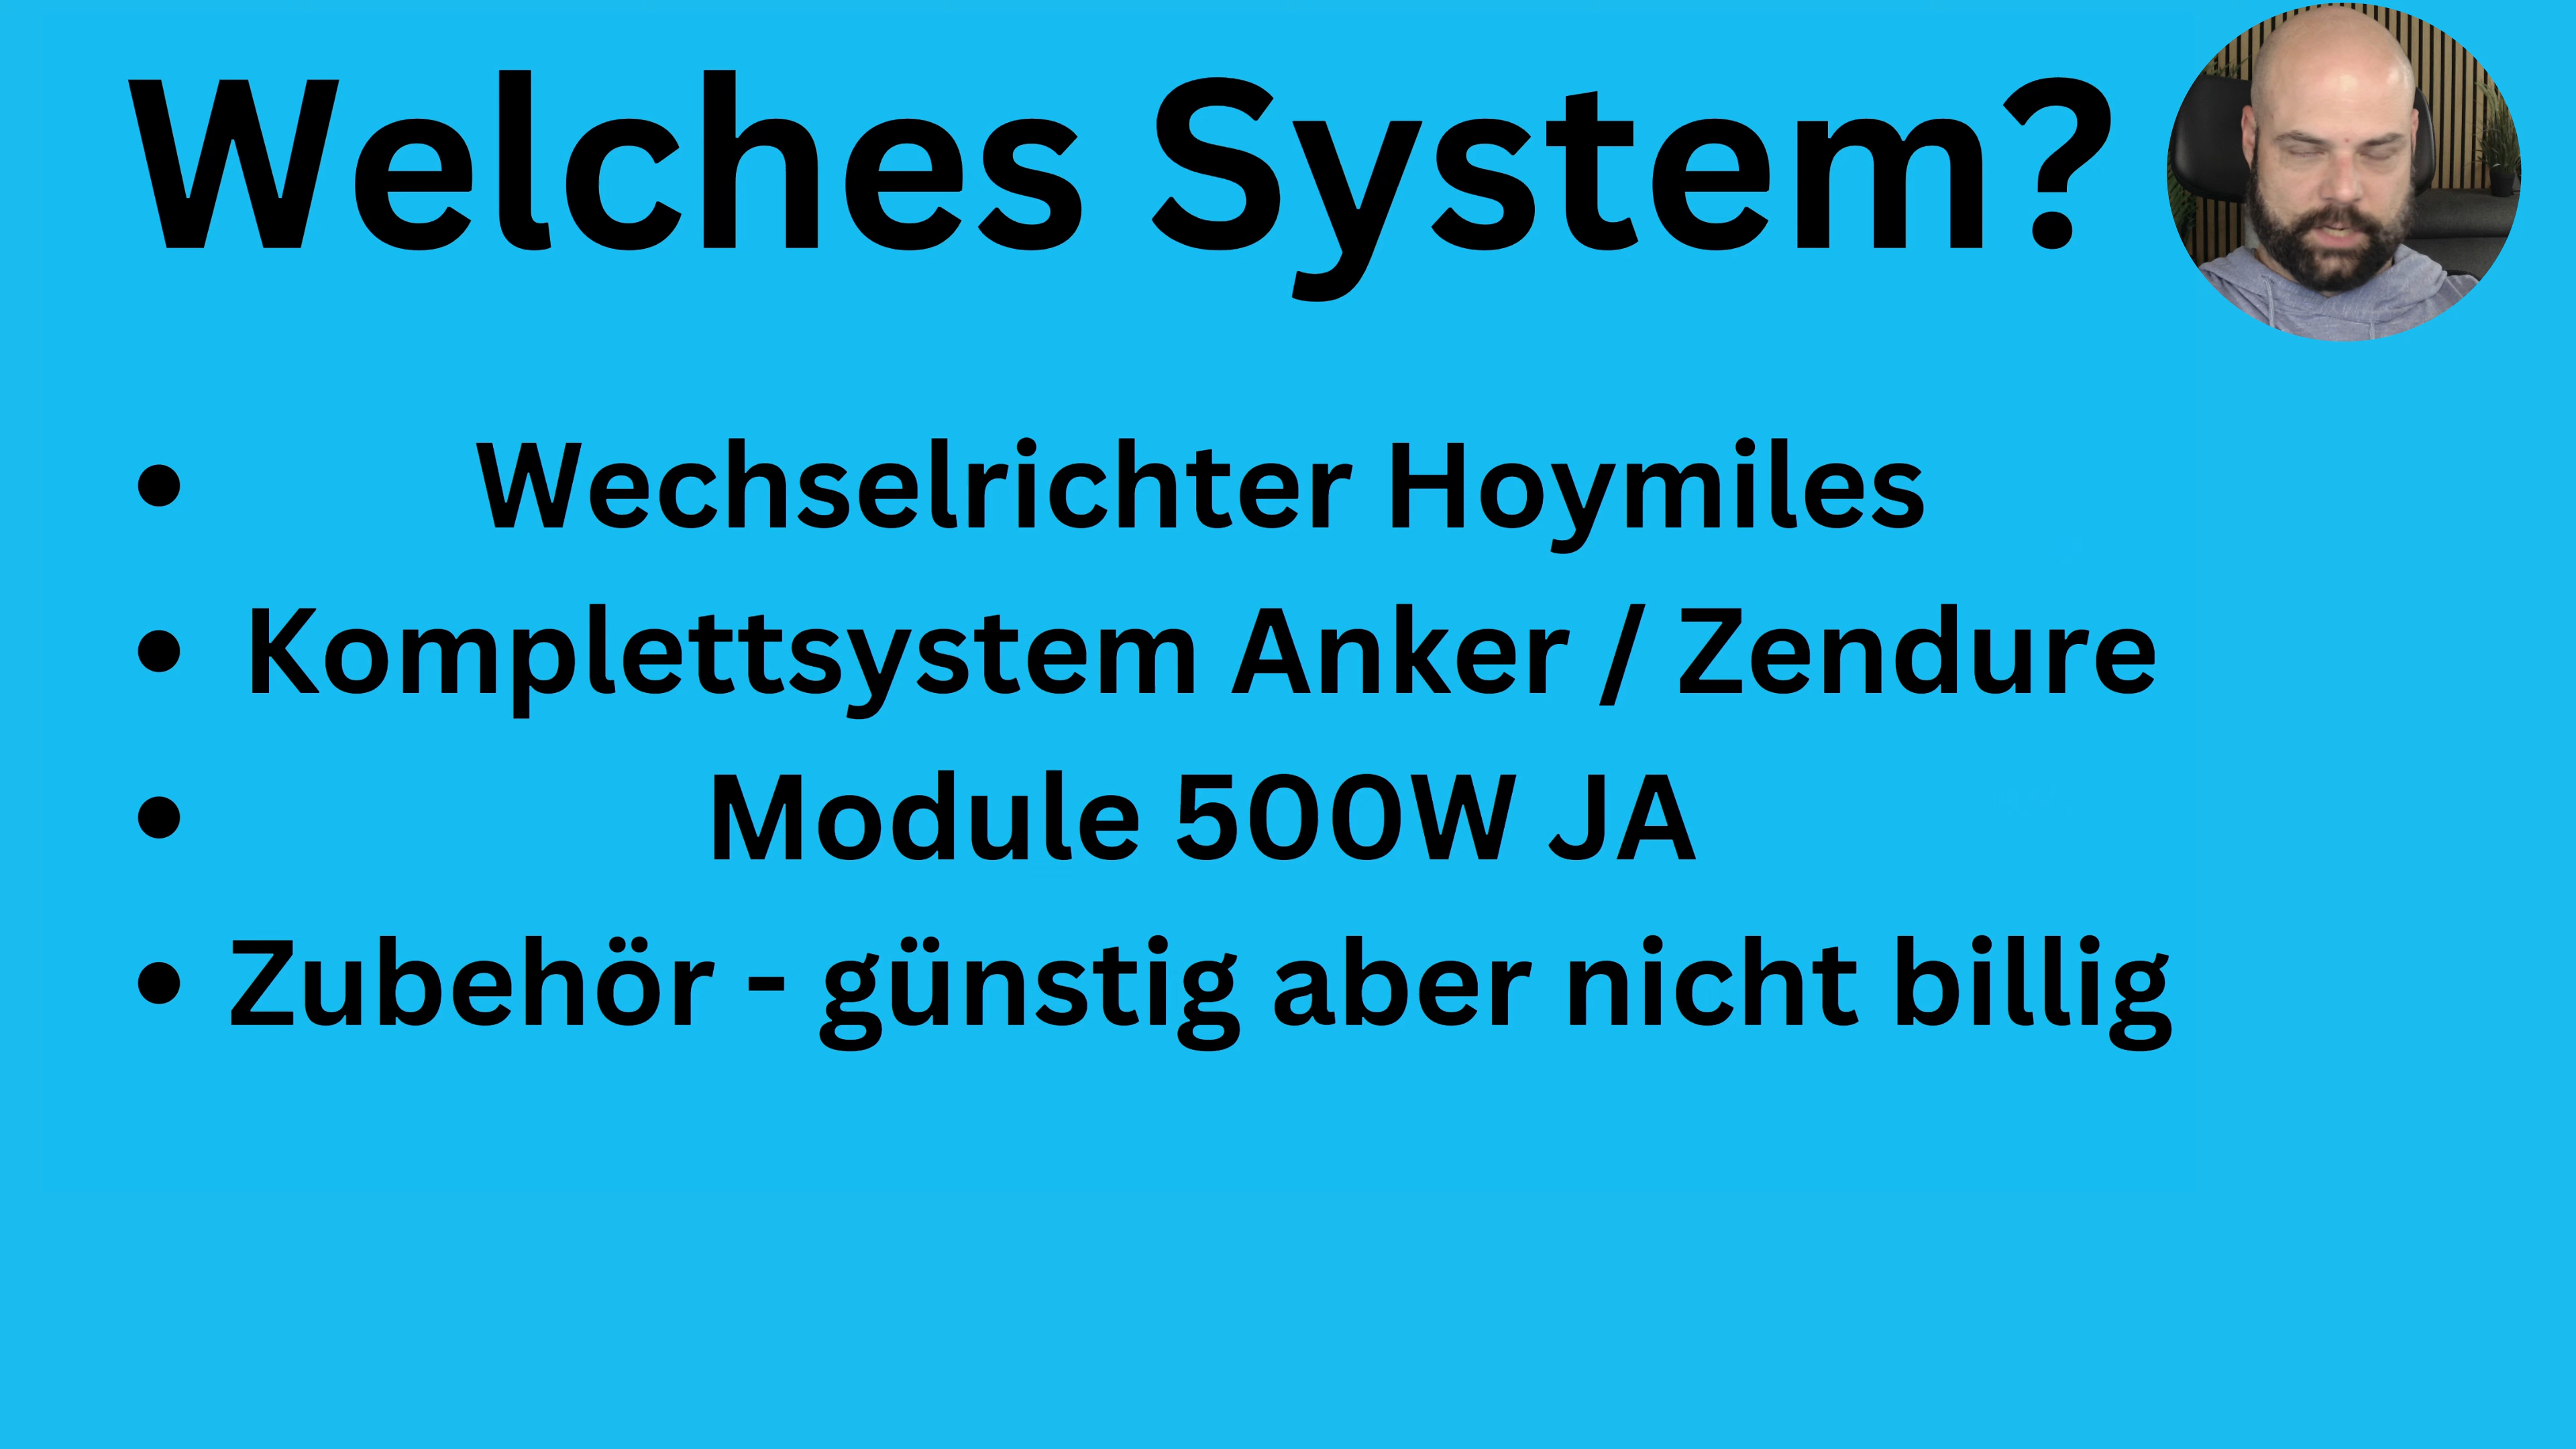 Welches System?
• Wechselrichter Hoymiles
• Komplettsystem Anker / Zendure
• Module 500W JA
• Zubehör - günstig aber nicht billig